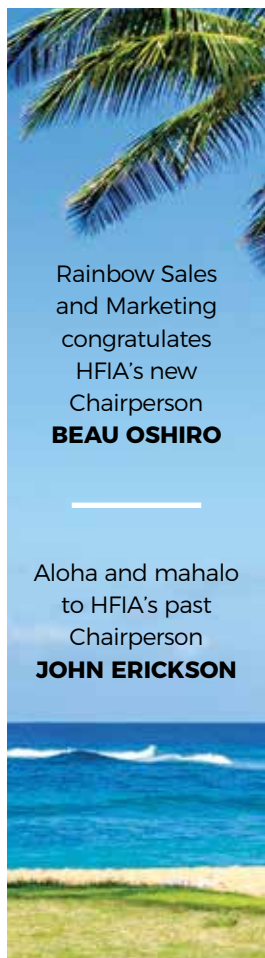 Rainbow Sales
and Marketing
congratulates
HFIA’s new
Chairperson
BEAU OSHIRO
Aloha and mahalo
to HFIA’s past
Chairperson
JOHN ERICKSON